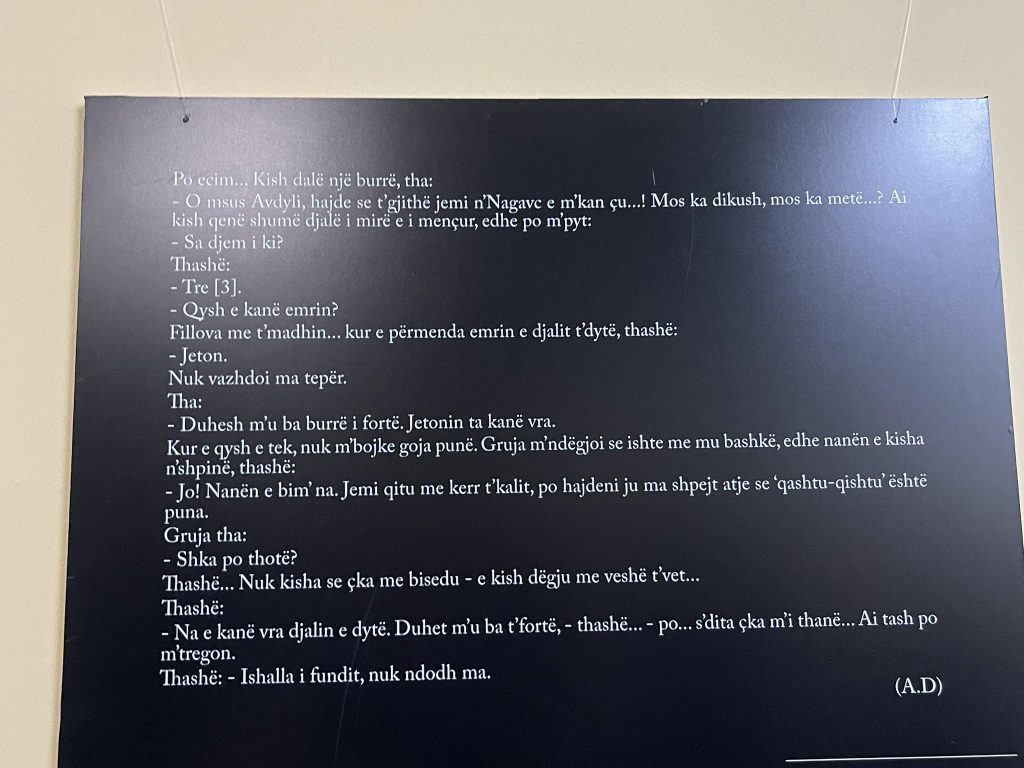 Po ecim... Kish dalë një burrë, tha:
- O msus Avdyli, hajde se t'gjithë jemi n'Nagavc e m'kan çu...! Mos ka dikush, mos ka metë...? Ai
kish qenë shumë djalë i mirë e i mençur, edhe po m'pyt:
- Sa djem i ki?
Thashë:
- Tre [3].
- Qysh e kanë emrin?
Fillova me t'madhin... kur e përmenda emrin e djalit t'dytë, thashë:
- Jeton.
Nuk vazhdoi ma tepër.
Tha:
- Duhesh m'u ba burrë i fortë. Jetonin ta kanë vra.
Kur e qysh e tek, nuk m'bojke goja punë. Gruja m'ndëgjoi se ishte me mu bashkë, edhe nanën e kisha
n'shpinë, thashë:
- Jo! Nanën e bim' na. Jemi qitu me kerr t'kalit, po hajdeni ju ma shpejt atje se 'qashtu-qishtu' është
puna.
Gruja tha:
- Shka po thotë?
Thashë... Nuk kisha se çka me bisedu - e kish dëgju me veshë t'vet...
Thashë:
- Na e kanë vra djalin e dytë. Duhet m'u ba t'fortë, - thashë... - po... s'dita çka m'i thanë... Ai tash po
m'tregon.
Thashë: - Ishalla i fundit, nuk ndodh ma.
(A.D)